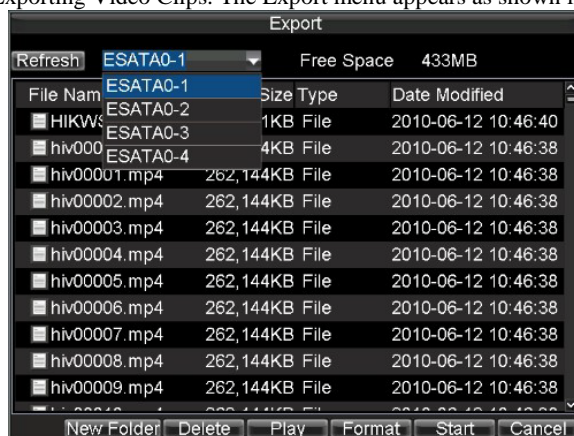 Exporting Video Clips. The Export menu appears as shown
Export
Refresh ESATA0-1 Free Space 433MB
File Nam Size Type Date Modified
ESATA0-1
ESATA0-2
ESATA0-3
ESATA0-4
HIKWS 1KB File 2010-06-12 10:46:40
hiv000 4KB File 2010-06-12 10:46:38
hiv00001.mp4 262,144KB File 2010-06-12 10:46:38
hiv00002.mp4 262,144KB File 2010-06-12 10:46:38
hiv00003.mp4 262,144KB File 2010-06-12 10:46:38
hiv00004.mp4 262,144KB File 2010-06-12 10:46:38
hiv00005.mp4 262,144KB File 2010-06-12 10:46:38
hiv00006.mp4 262,144KB File 2010-06-12 10:46:38
hiv00007.mp4 262,144KB File 2010-06-12 10:46:38
hiv00008.mp4 262,144KB File 2010-06-12 10:46:38
hiv00009.mp4 262,144KB File 2010-06-12 10:46:38
New Folder Delete Play Format Start Cancel